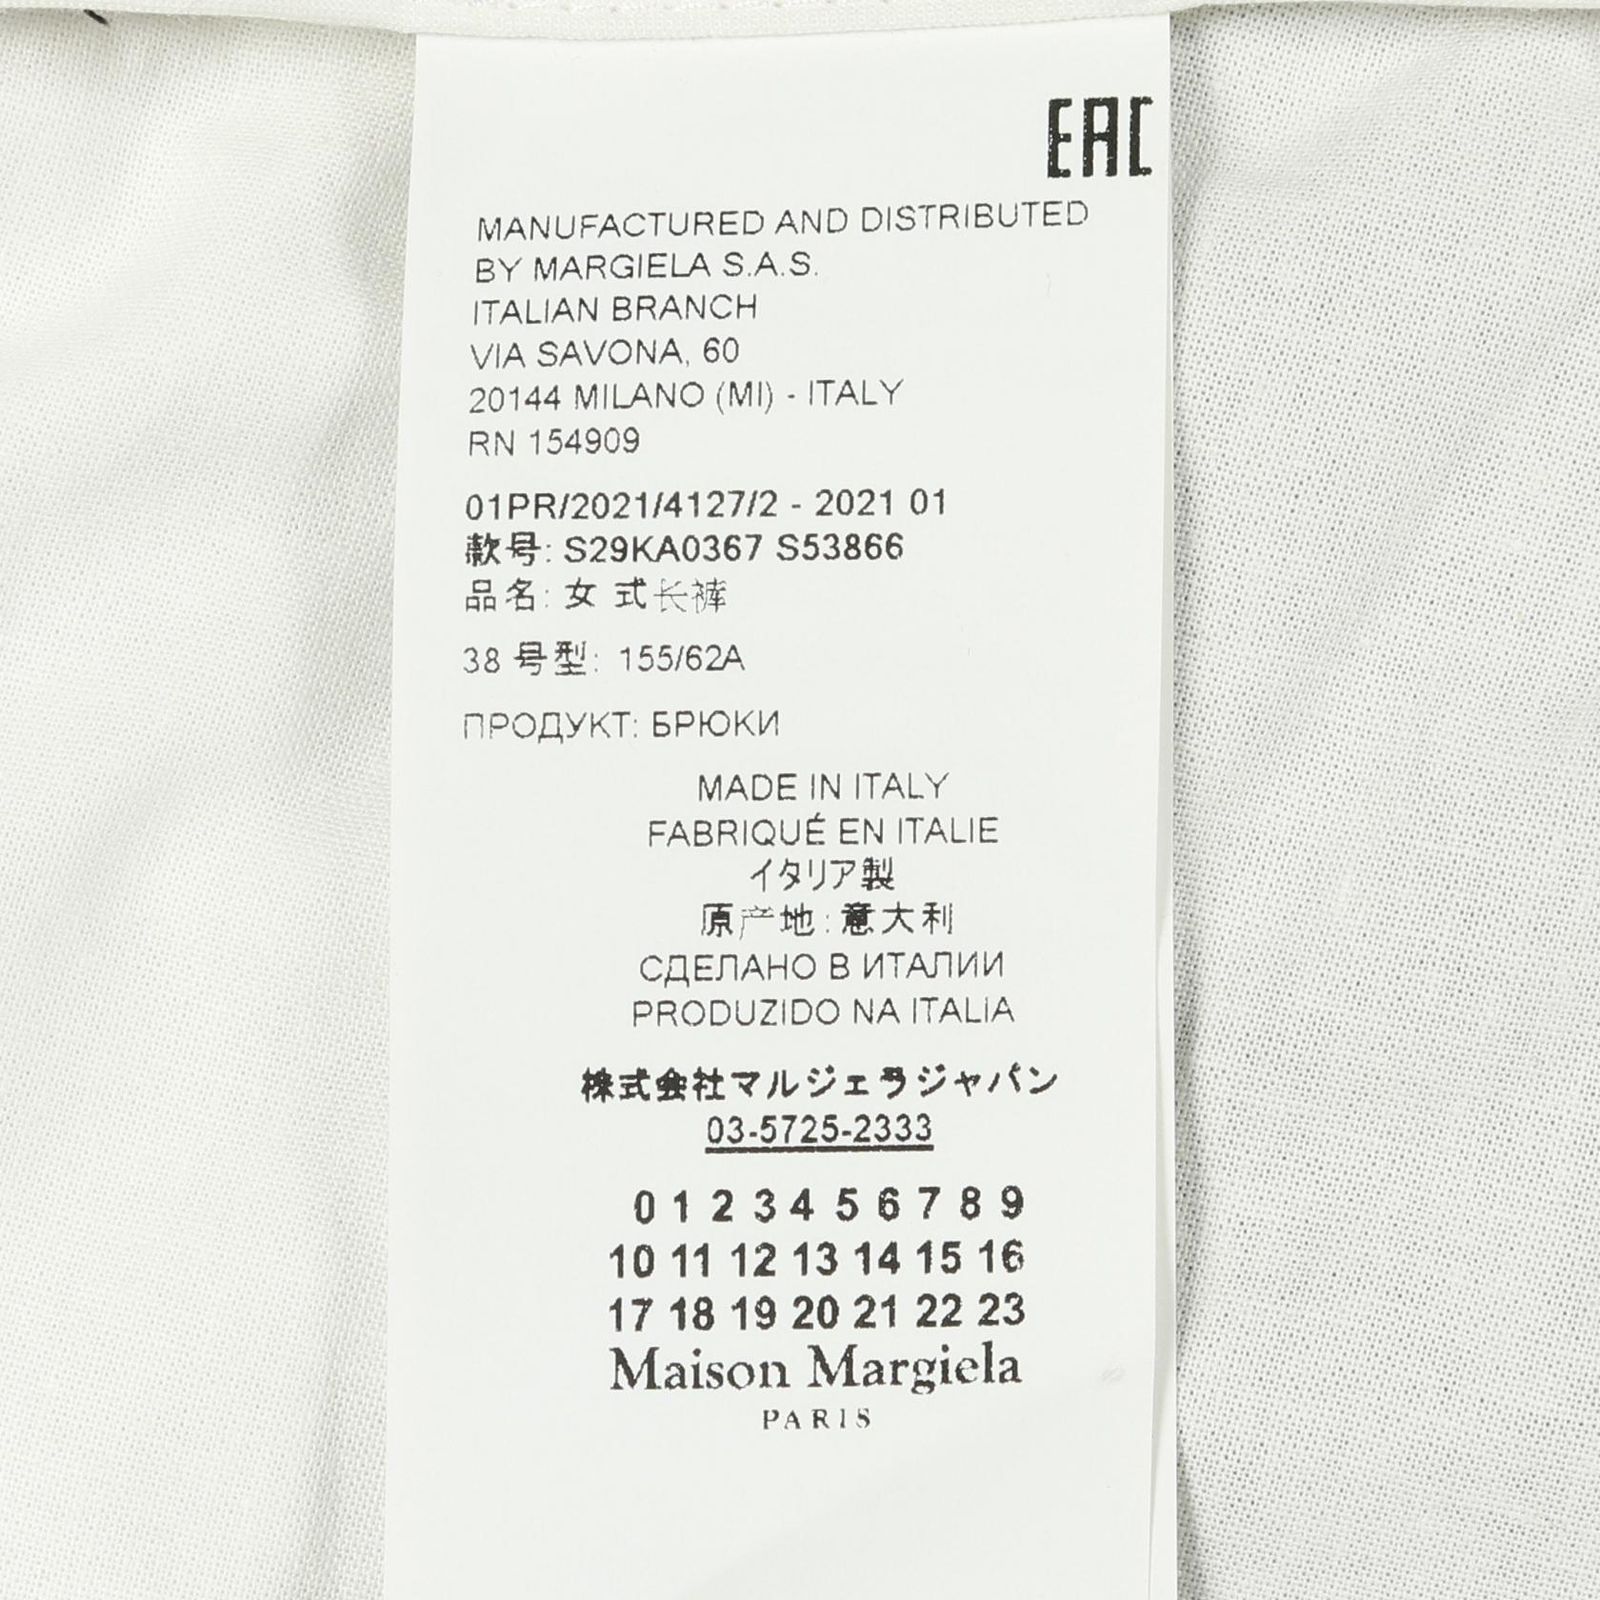 EAC
MANUFACTURED AND DISTRIBUTED
BY MARGIELA S.A.S.
ITALIAN BRANCH
VIA SAVONA, 60
20144 MILANO (MI) - ITALY
RN 154909
01PR/2021/4127/2 - 2021 01
款号: S29KA0367 S53866
品名: 女 式长裤
38 号型: 155/62A
ПРОДУКТ: БРЮКИ
MADE IN ITALY
FABRIQUÉ EN ITALIE
イタリア製
原产地: 意大利
СДЕЛАНО В ИТАЛИИ
PRODUZIDO NA ITALIA
株式会社マルジェラジャパン
03-5725-2333
0 1 2 3 4 5 6 7 8 9
10 11 12 13 14 15 16
17 18 19 20 21 22 23
Maison Margiela
PARIS